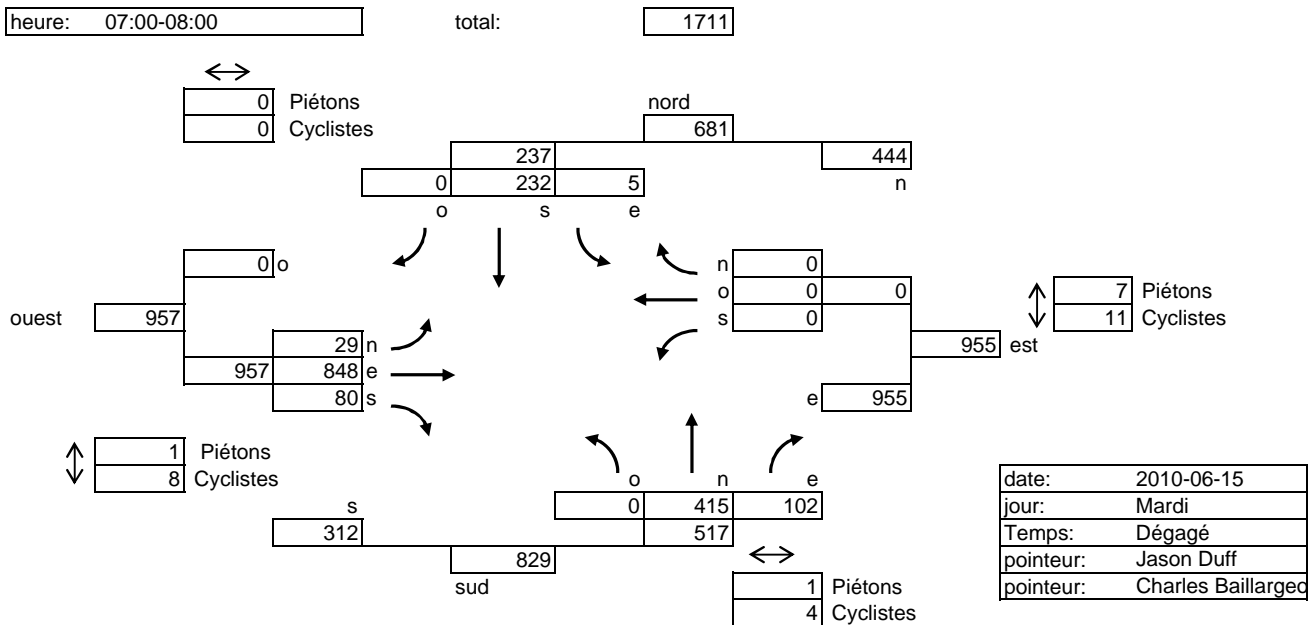 heure: 07:00-08:00 total: 1711
0 Piétons nord
0 Cyclistes 681
237 444
0 232 5 n
o s e
0 o n 0
o 0 0 7 Piétons
ouest 957 s 0 11 Cyclistes
29 n 955 est
957 848 e
80 s e 955
1 Piétons
8 Cyclistes o n e date: 2010-06-15
s 0 415 102 jour: Mardi
312 517 Temps: Dégagé
829 pointeur: Jason Duff
sud 1 Piétons pointeur: Charles Baillargeo
4 Cyclistes